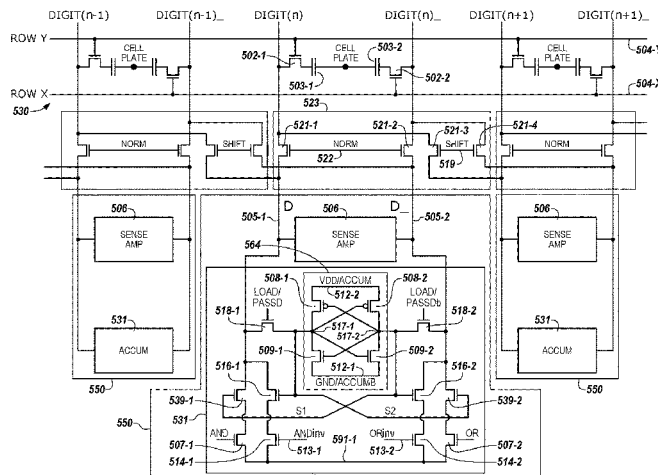 DIGIT(n-1) DIGIT(n-1)_ DIGIT(n) DIGIT(n)_ DIGIT(n+1) DIGIT(n+1)_
ROW Y
CELL PLATE
502-1
CELL PLATE
503-2
CELL PLATE
504-Y
503-1
502-2
504-X
ROW X
530
523
521-1
521-2
521-3
521-4
NORM
SHIFT
NORM
SHIFT
NORM
522
519
505-1
D
506
D_
505-2
506
SENSE AMP
SENSE AMP
506
SENSE AMP
564
508-1
VDD/ACCUM
508-2
512-2
LOAD/PASSD
LOAD/PASSDb
518-1
517-1
517-2
518-2
531
ACCUM
531
ACCUM
509-1
509-2
512-1
GND/ACCUMB
550
550
516-1
516-2
539-1
S1
S2
539-2
550
531
AND
ANDinv
591-1
ORinv
OR
507-1
513-1
513-2
507-2
514-1
514-2